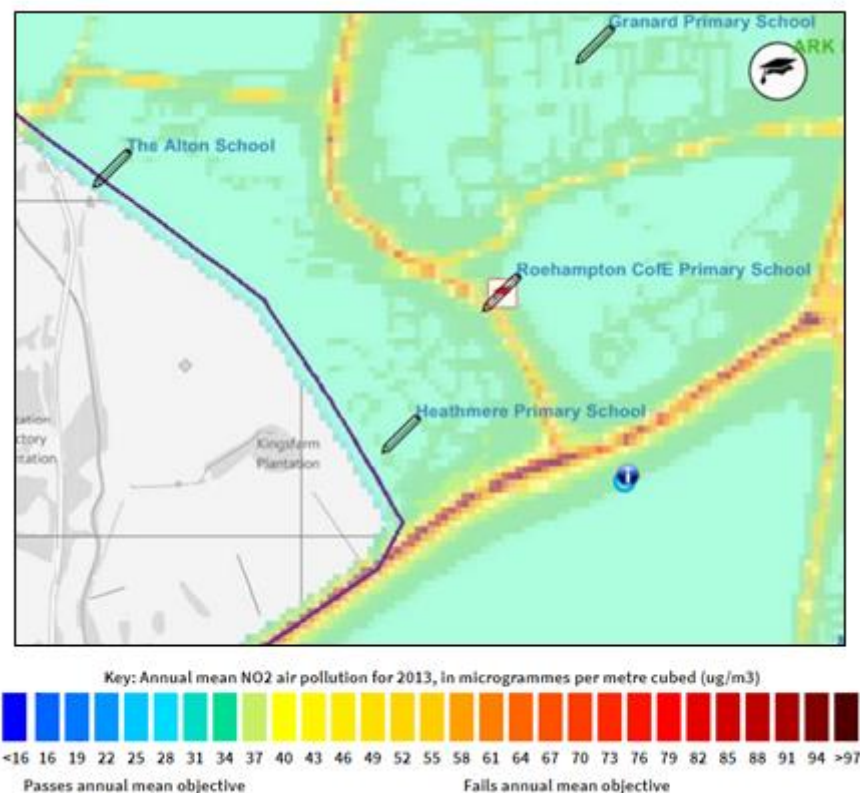 Granard Primary School
ARK
The Alton School
Roehampton CofE Primary School
Heathmere Primary School
tation
ctory
ntation
Kingsfarm
Plantation
Key: Annual mean NO2 air pollution for 2013, in microgrammes per metre cubed (ug/m3)
<16 16 19 22 25 28 31 34 37 40 43 46 49 52 55 58 61 64 67 70 73 76 79 82 85 88 91 94 >97
Passes annual mean objective Fails annual mean objective